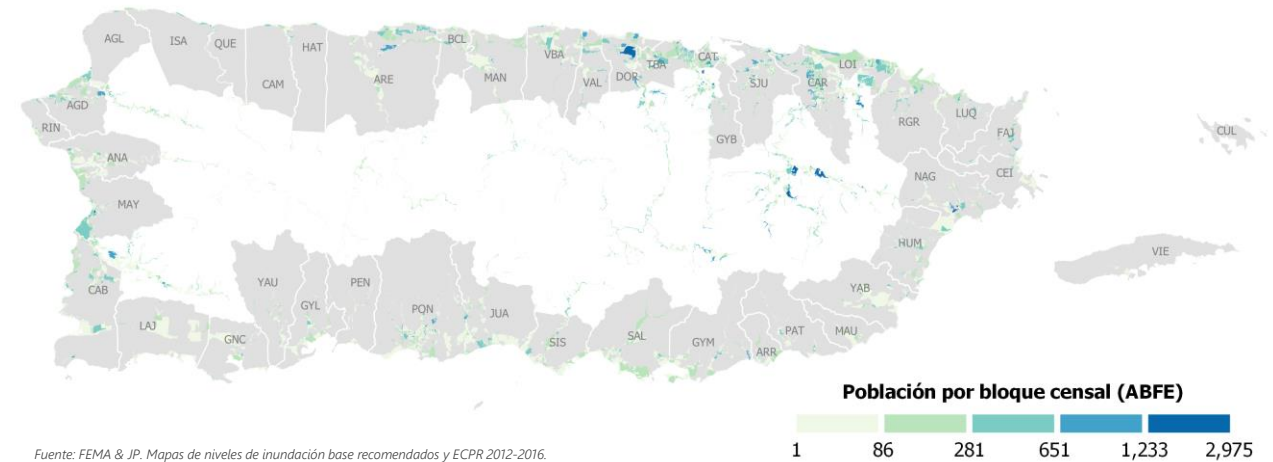 AGL
ISA
QUE
CAM
HAT
ARE
BCL
MAN
VBA
VAL
DOR
TBA
CAT
GYB
SJU
CAR
LOI
RGR
LUQ
FAJ
CUL
AGD
RIN
ANA
MAY
NAG
CEI
HUM
VIE
CAB
LAJ
GNC
YAU
GYL
PEN
PON
JUA
SIS
SAL
GYM
ARR
PAT
MAU
YAB
Población por bloque censal (ABFE)
1 86 281 651 1,233 2,975
Fuente: FEMA & JP. Mapas de niveles de inundación base recomendados y ECPR 2012-2016.